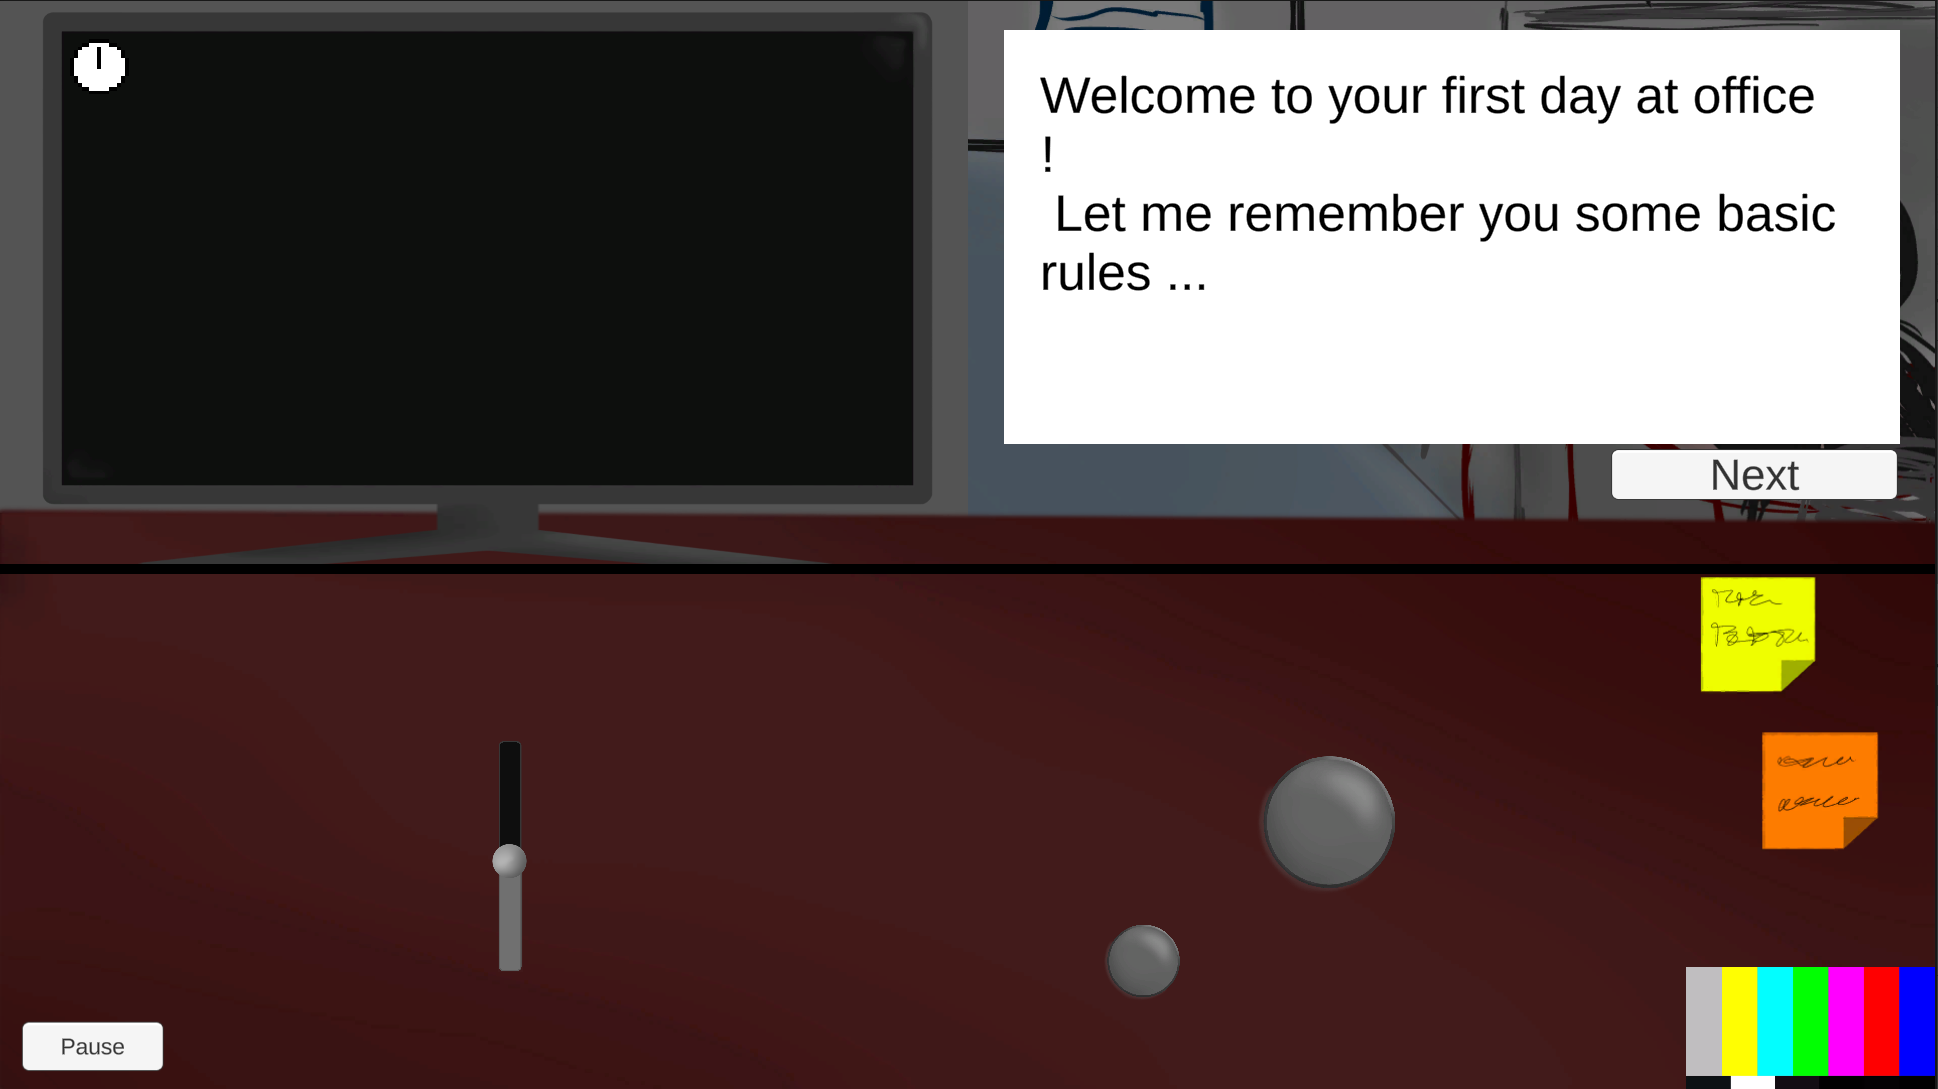 Welcome to your first day at office
!
Let me remember you some basic
rules ...
Next
Pause